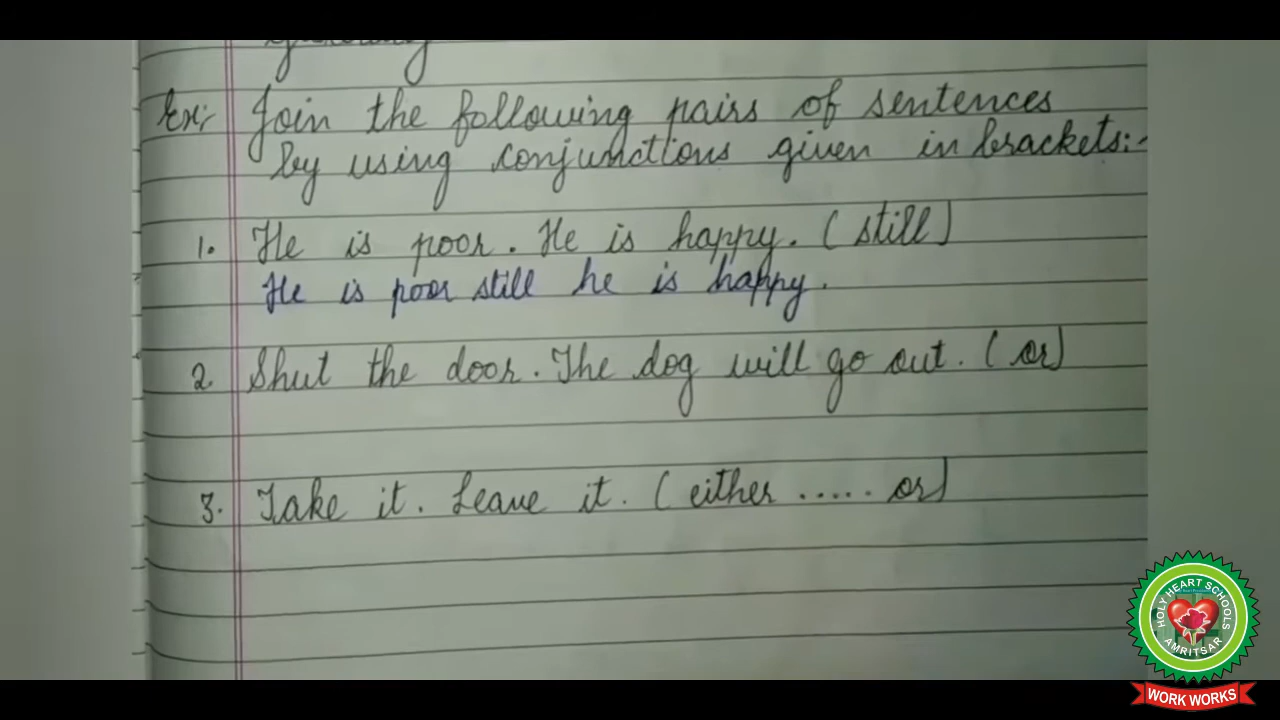 Ex:- Join the following pairs of sentences
by using conjunctions given in brackets:-
1. He is poor. He is happy. (still)
He is poor still he is happy.
2. Shut the door. The dog will go out. (or)
3. Take it. Leave it. (either ..... or)
HOLY HEART SCHOOLS
AMRITSAR
WORK WORKS